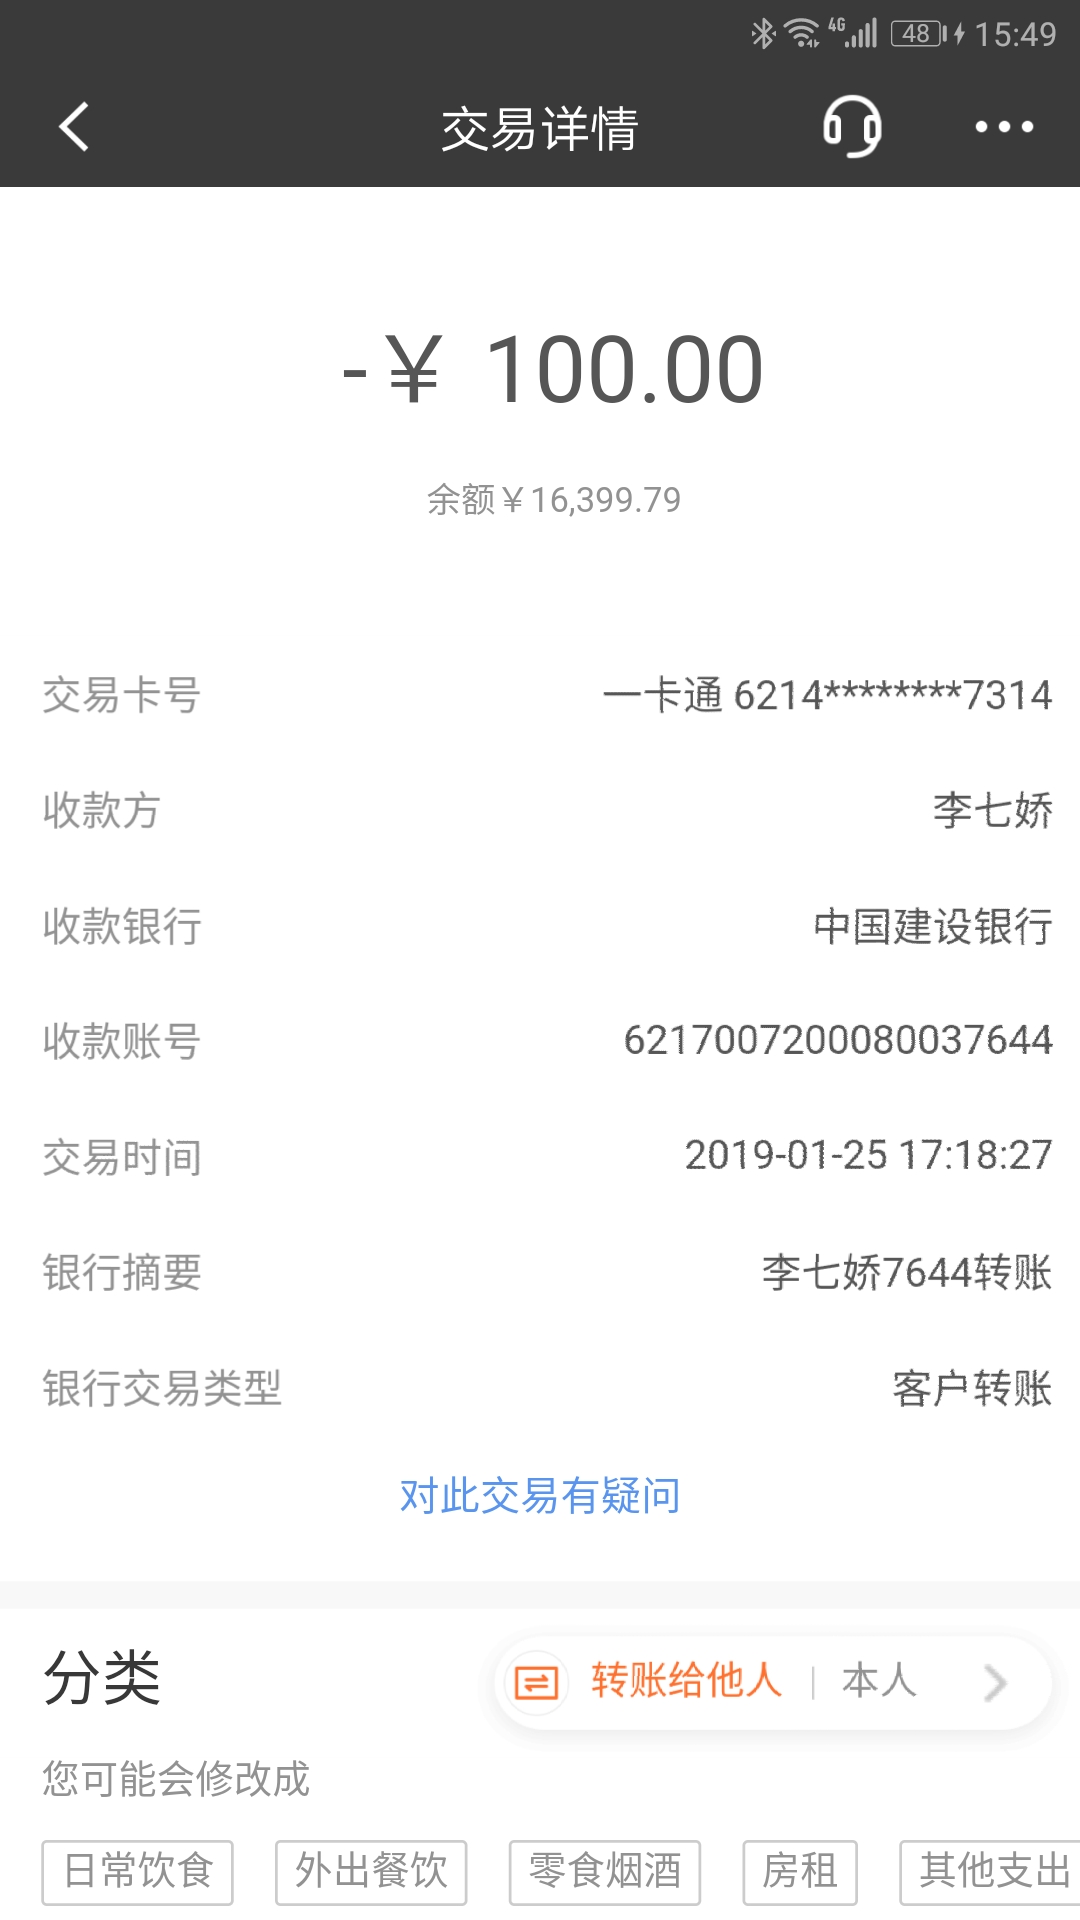 4G 48 15:49
交易详情
-¥ 100.00
余额¥16,399.79
交易卡号 一卡通 6214********7314
收款方 李七娇
收款银行 中国建设银行
收款账号 6217007200080037644
交易时间 2019-01-25 17:18:27
银行摘要 李七娇7644转账
银行交易类型 客户转账
对此交易有疑问
分类 转账给他人 | 本人
您可能会修改成
日常饮食 外出餐饮 零食烟酒 房租 其他支出